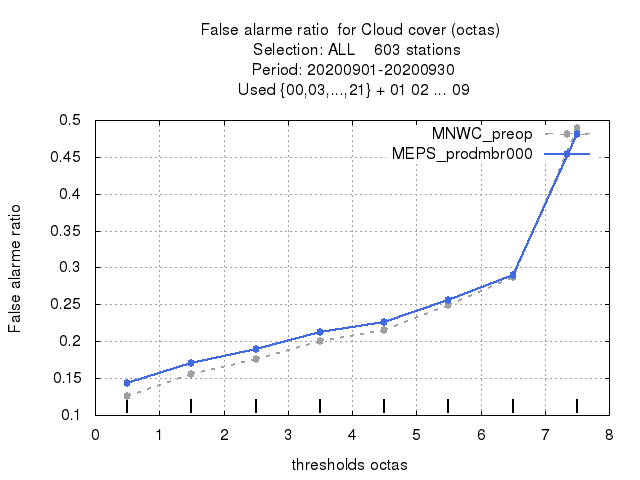 False alarme ratio  for Cloud cover (octas)
Selection: ALL    603 stations
Period: 20200901-20200930
Used {00,03,...,21} + 01 02 ... 09
MNWC_preop
MEPS_prodmbr000
0.5
0.45
0.4
0.35
0.3
0.25
0.2
0.15
0.1
False alarme ratio
0 1 2 3 4 5 6 7 8
thresholds octas